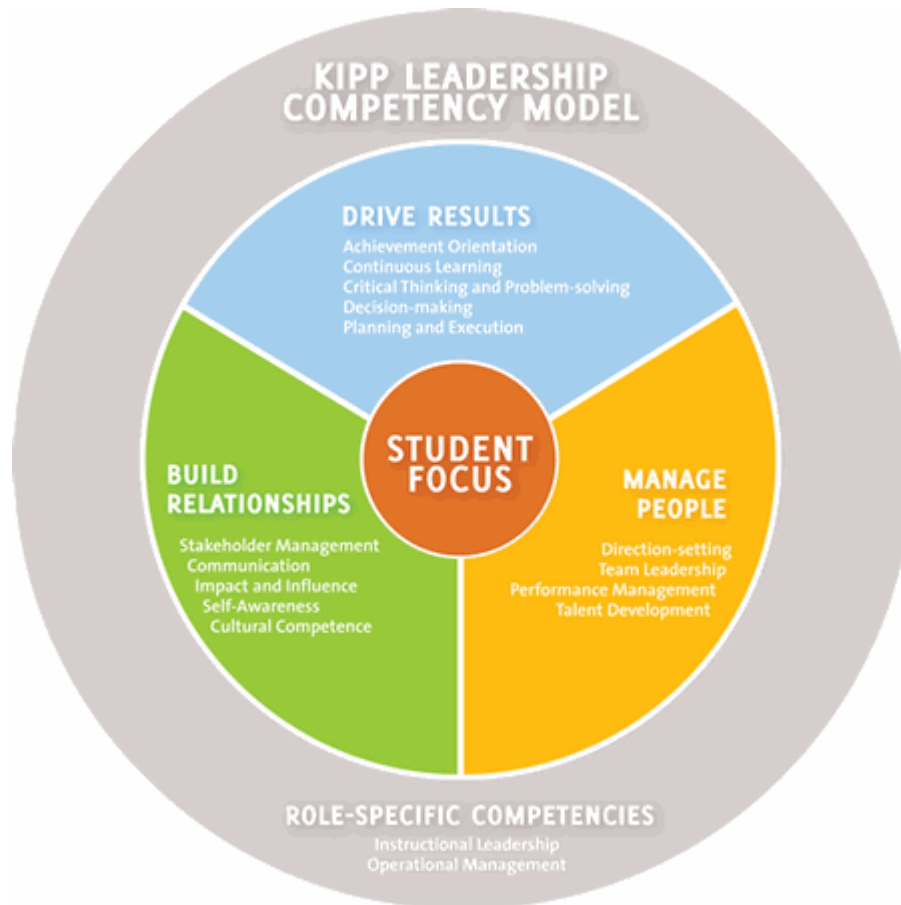 KIPP LEADERSHIP
COMPETENCY MODEL
DRIVE RESULTS
Achievement Orientation
Continuous Learning
Critical Thinking and Problem-solving
Decision-making
Planning and Execution
STUDENT
FOCUS
BUILD
RELATIONSHIPS
Stakeholder Management
Communication
Impact and Influence
Self-Awareness
Cultural Competence
MANAGE
PEOPLE
Direction-setting
Team Leadership
Performance Management
Talent Development
ROLE-SPECIFIC COMPETENCIES
Instructional Leadership
Operational Management